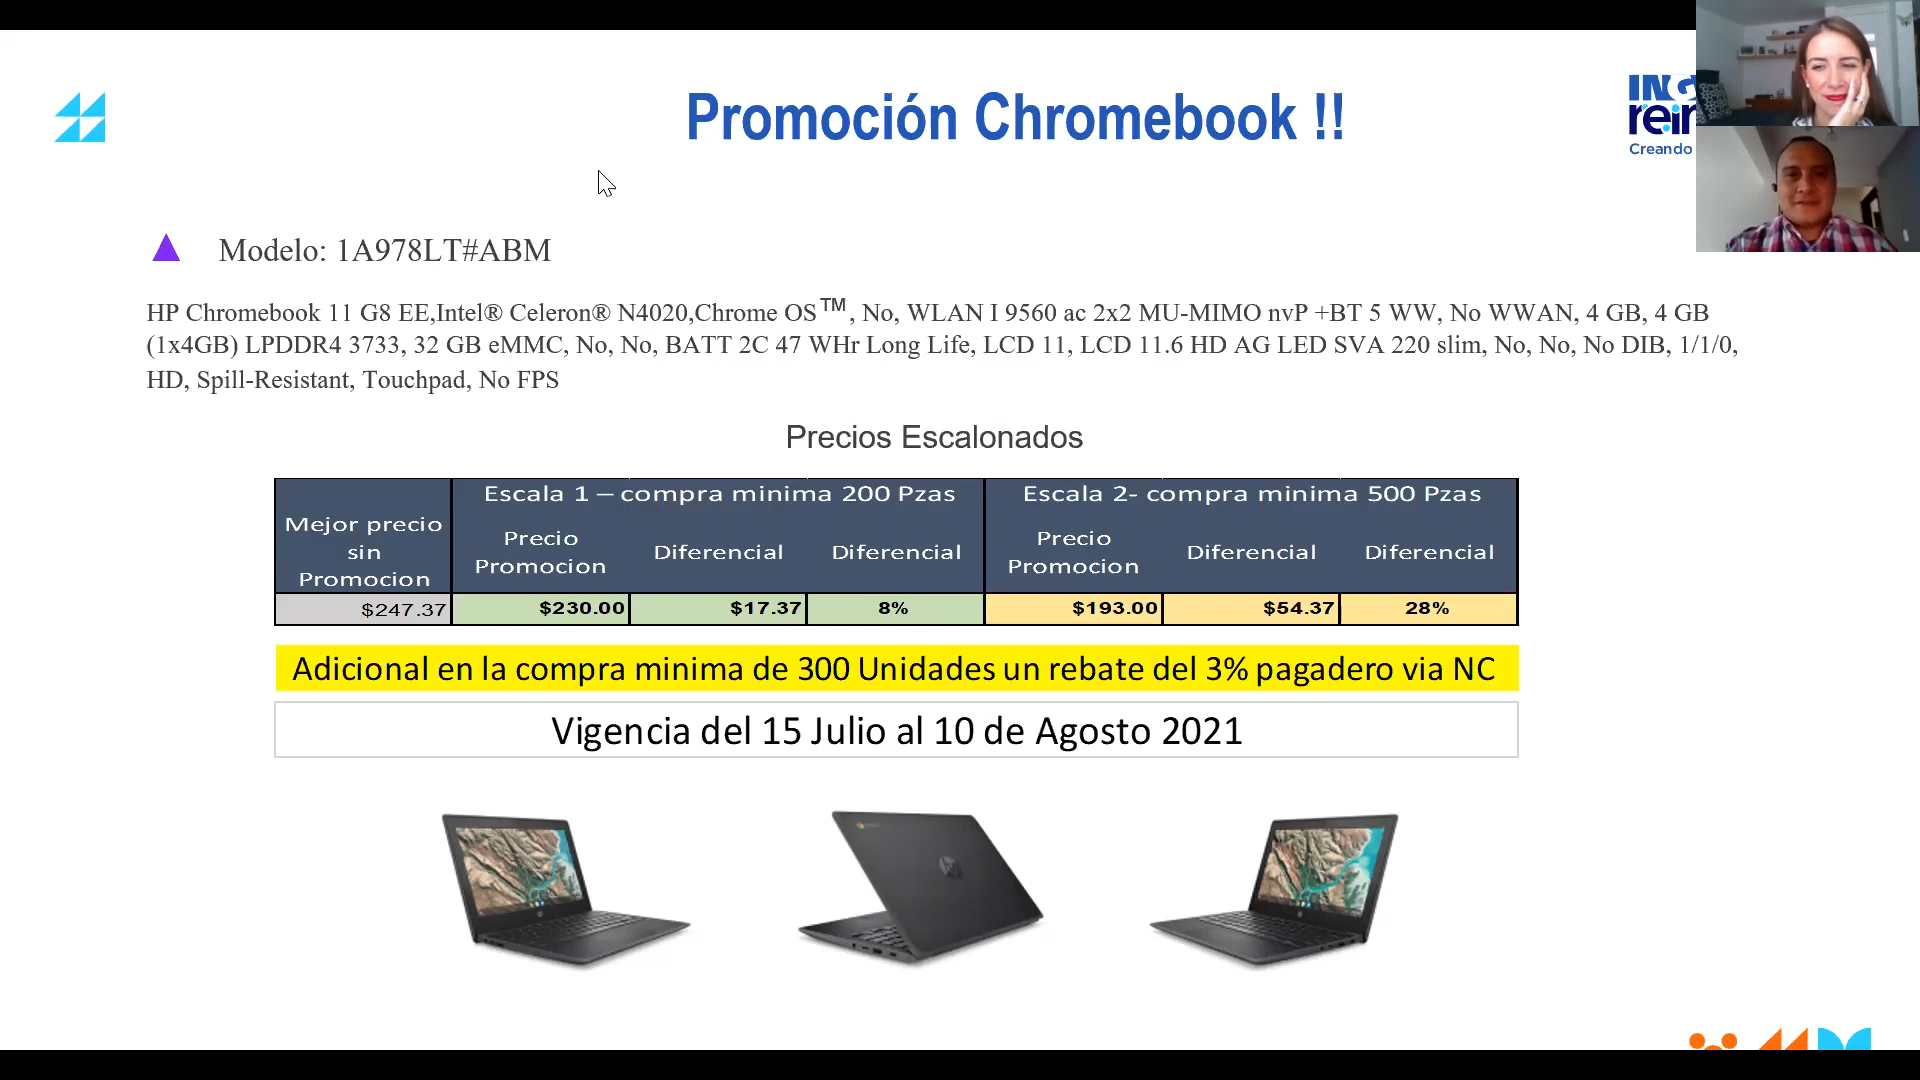 Promoción Chromebook !!
Creando
Modelo: 1A978LT#ABM
HP Chromebook 11 G8 EE,Intel® Celeron® N4020,Chrome OS™, No, WLAN I 9560 ac 2x2 MU-MIMO nvP +BT 5 WW, No WWAN, 4 GB, 4 GB
(1x4GB) LPDDR4 3733, 32 GB eMMC, No, No, BATT 2C 47 WHr Long Life, LCD 11, LCD 11.6 HD AG LED SVA 220 slim, No, No, No DIB, 1/1/0,
HD, Spill-Resistant, Touchpad, No FPS
Precios Escalonados
Mejor precio
sin
Promocion
Escala 1 – compra minima 200 Pzas
Precio
Promocion
Diferencial
Diferencial
Escala 2- compra minima 500 Pzas
Precio
Promocion
Diferencial
Diferencial
$247.37 $230.00 $17.37 8% $193.00 $54.37 28%
Adicional en la compra minima de 300 Unidades un rebate del 3% pagadero via NC
Vigencia del 15 Julio al 10 de Agosto 2021